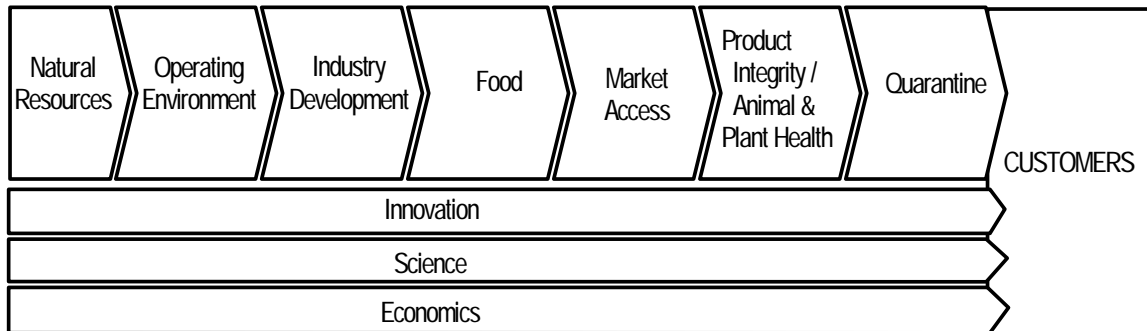 Natural
Resources
Operating
Environment
Industry
Development
Food
Market
Access
Product
Integrity /
Animal &
Plant Health
Quarantine
CUSTOMERS
Innovation
Science
Economics